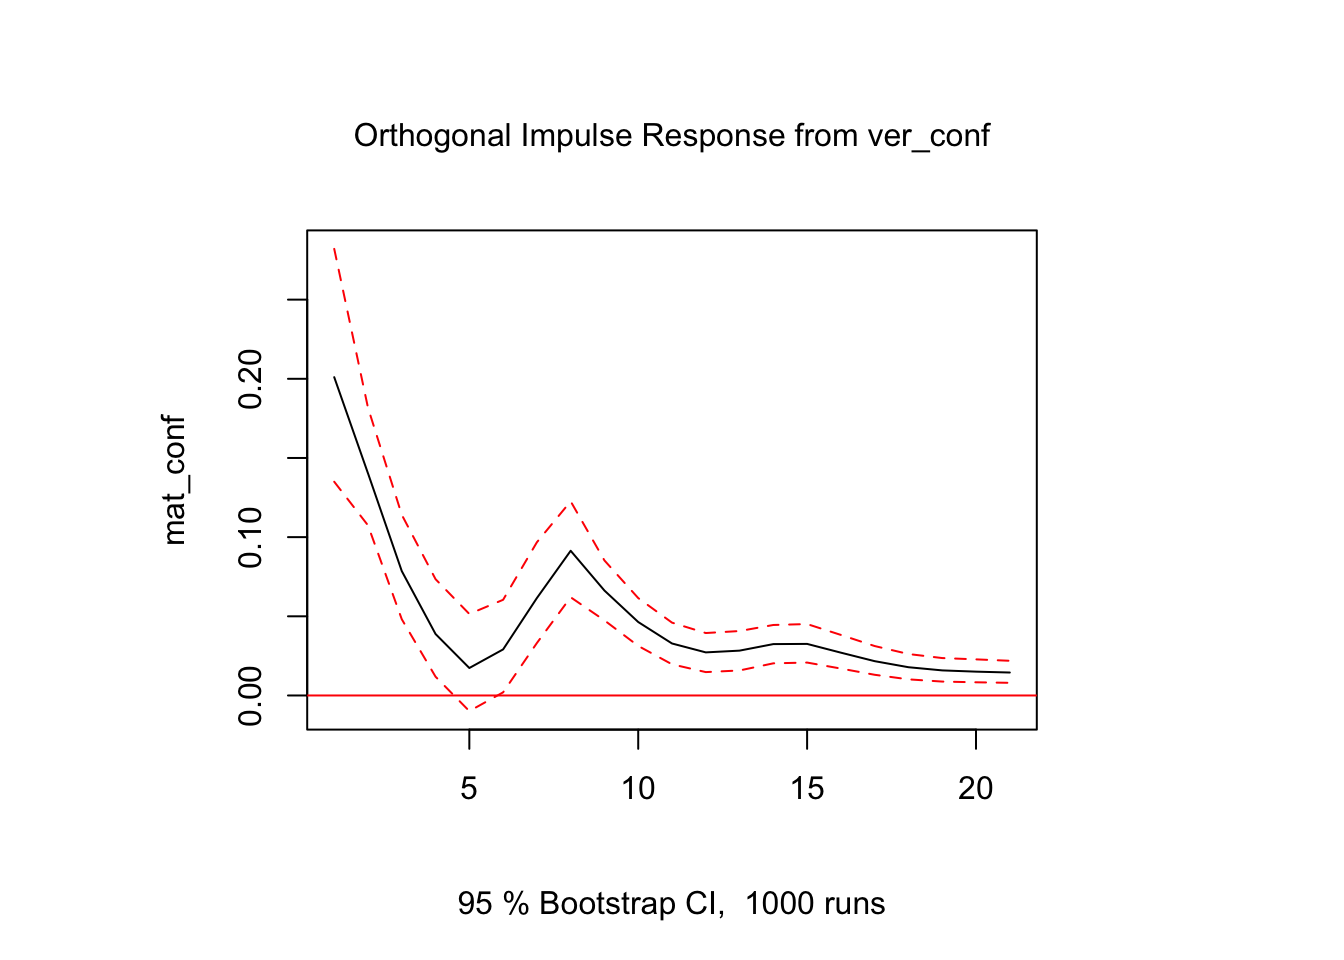 Orthogonal Impulse Response from ver_conf
mat_conf
0.20
0.10
0.00
5 10 15 20
95 % Bootstrap CI,  1000 runs